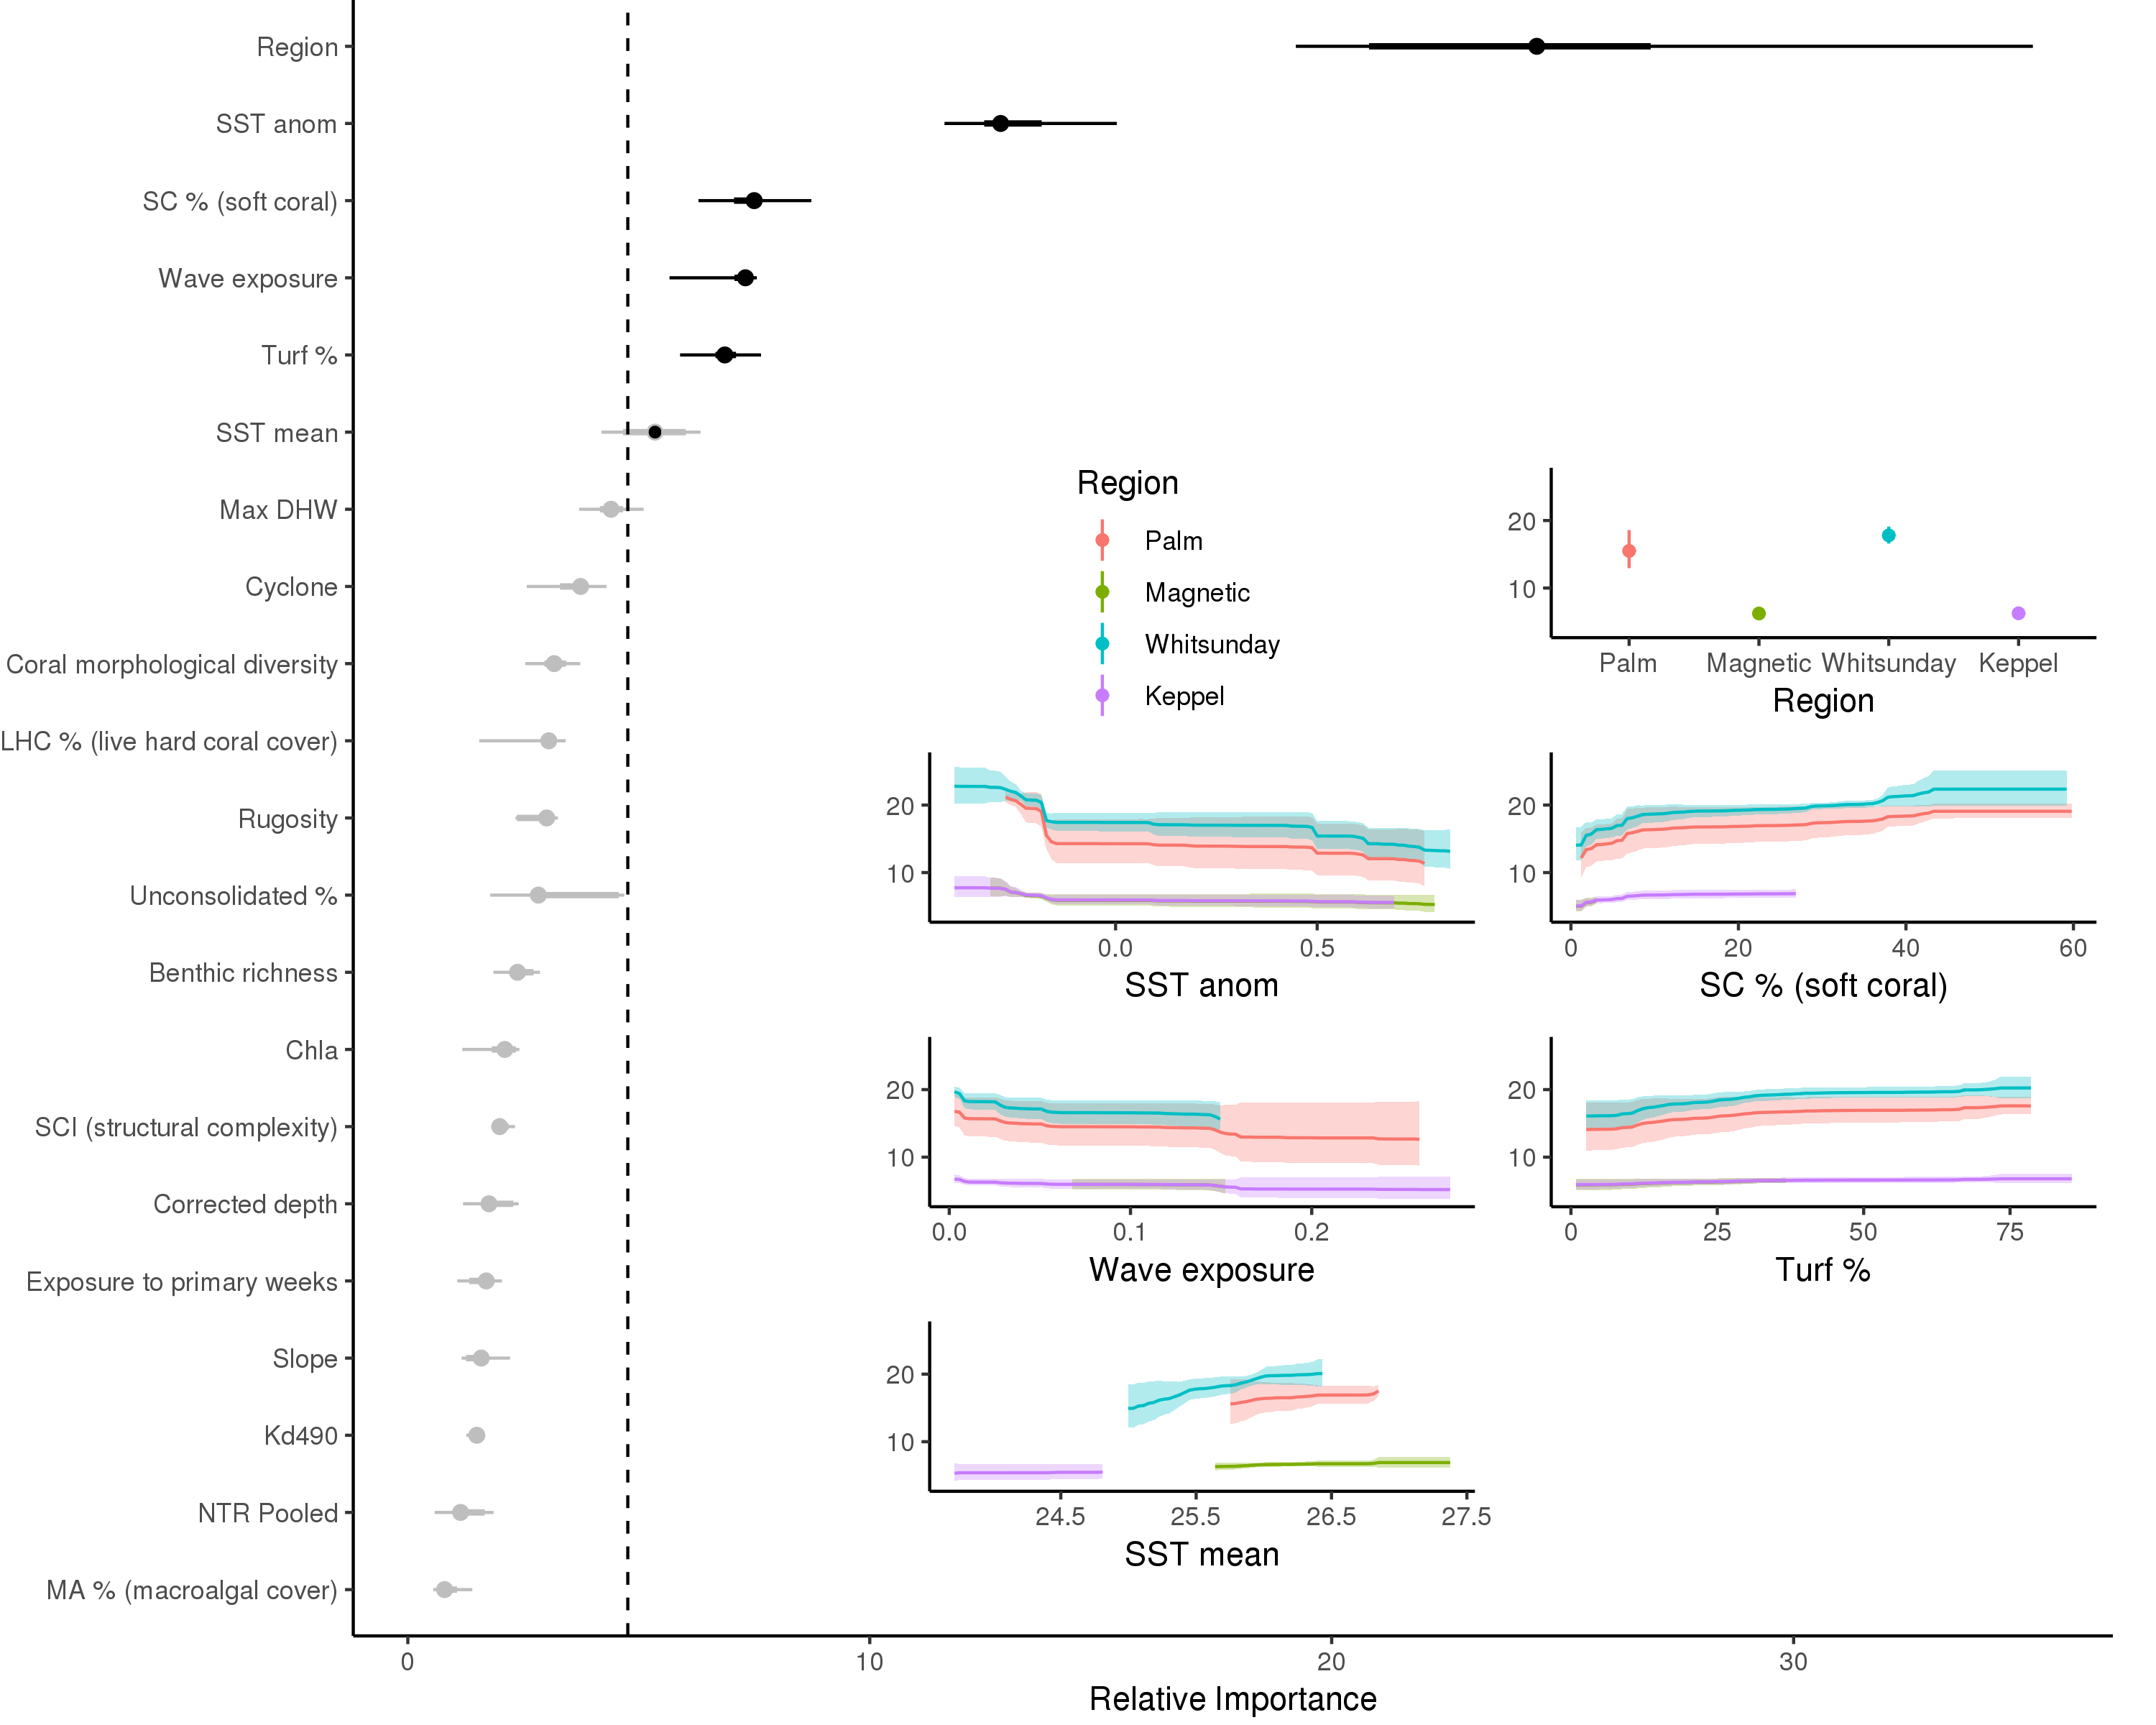 Region
SST anom
SC % (soft coral)
Wave exposure
Turf %
SST mean
Max DHW
Cyclone
Coral morphological diversity
LHC % (live hard coral cover)
Rugosity
Unconsolidated %
Benthic richness
Chla
SCI (structural complexity)
Corrected depth
Exposure to primary weeks
Slope
Kd490
NTR Pooled
MA % (macroalgal cover)
0 10 20 30
Relative Importance
Region
Palm
Magnetic
Whitsunday
Keppel
20
10
Palm Magnetic Whitsunday Keppel
Region
20
10
0.0 0.5
SST anom
20
10
0 20 40 60
SC % (soft coral)
20
10
0.0 0.1 0.2
Wave exposure
20
10
0 25 50 75
Turf %
20
10
24.5 25.5 26.5 27.5
SST mean